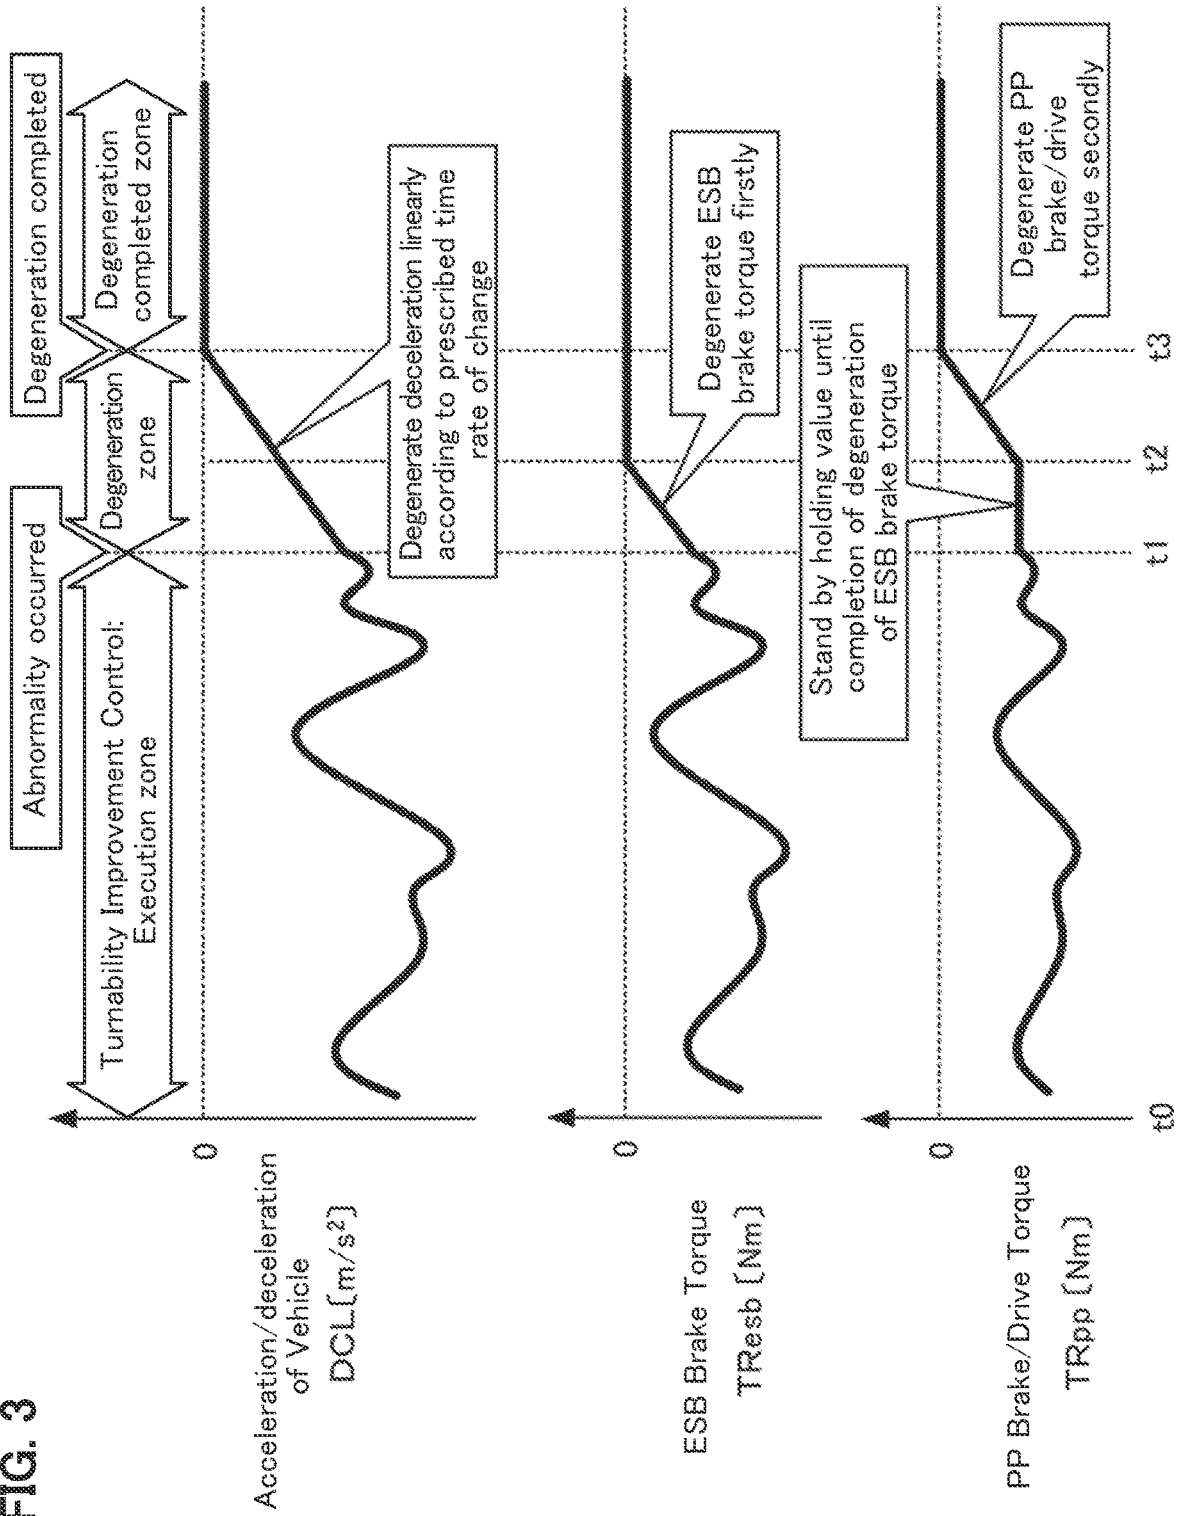 FIG. 3
Abnormality occurred
Degeneration completed
Turnability Improvement Control:
Execution zone
Degeneration
zone
Degeneration
completed zone
Acceleration/deceleration
of Vehicle
DCL[m/s²]
0
Degenerate deceleration linearly
according to prescribed time
rate of change
ESB Brake Torque
TResb [Nm]
0
Degenerate ESB
brake torque firstly
Stand by holding value until
completion of degeneration
of ESB brake torque
PP Brake/Drive Torque
TRpp [Nm]
0
Degenerate PP
brake/drive
torque secondly
t0
t1
t2
t3